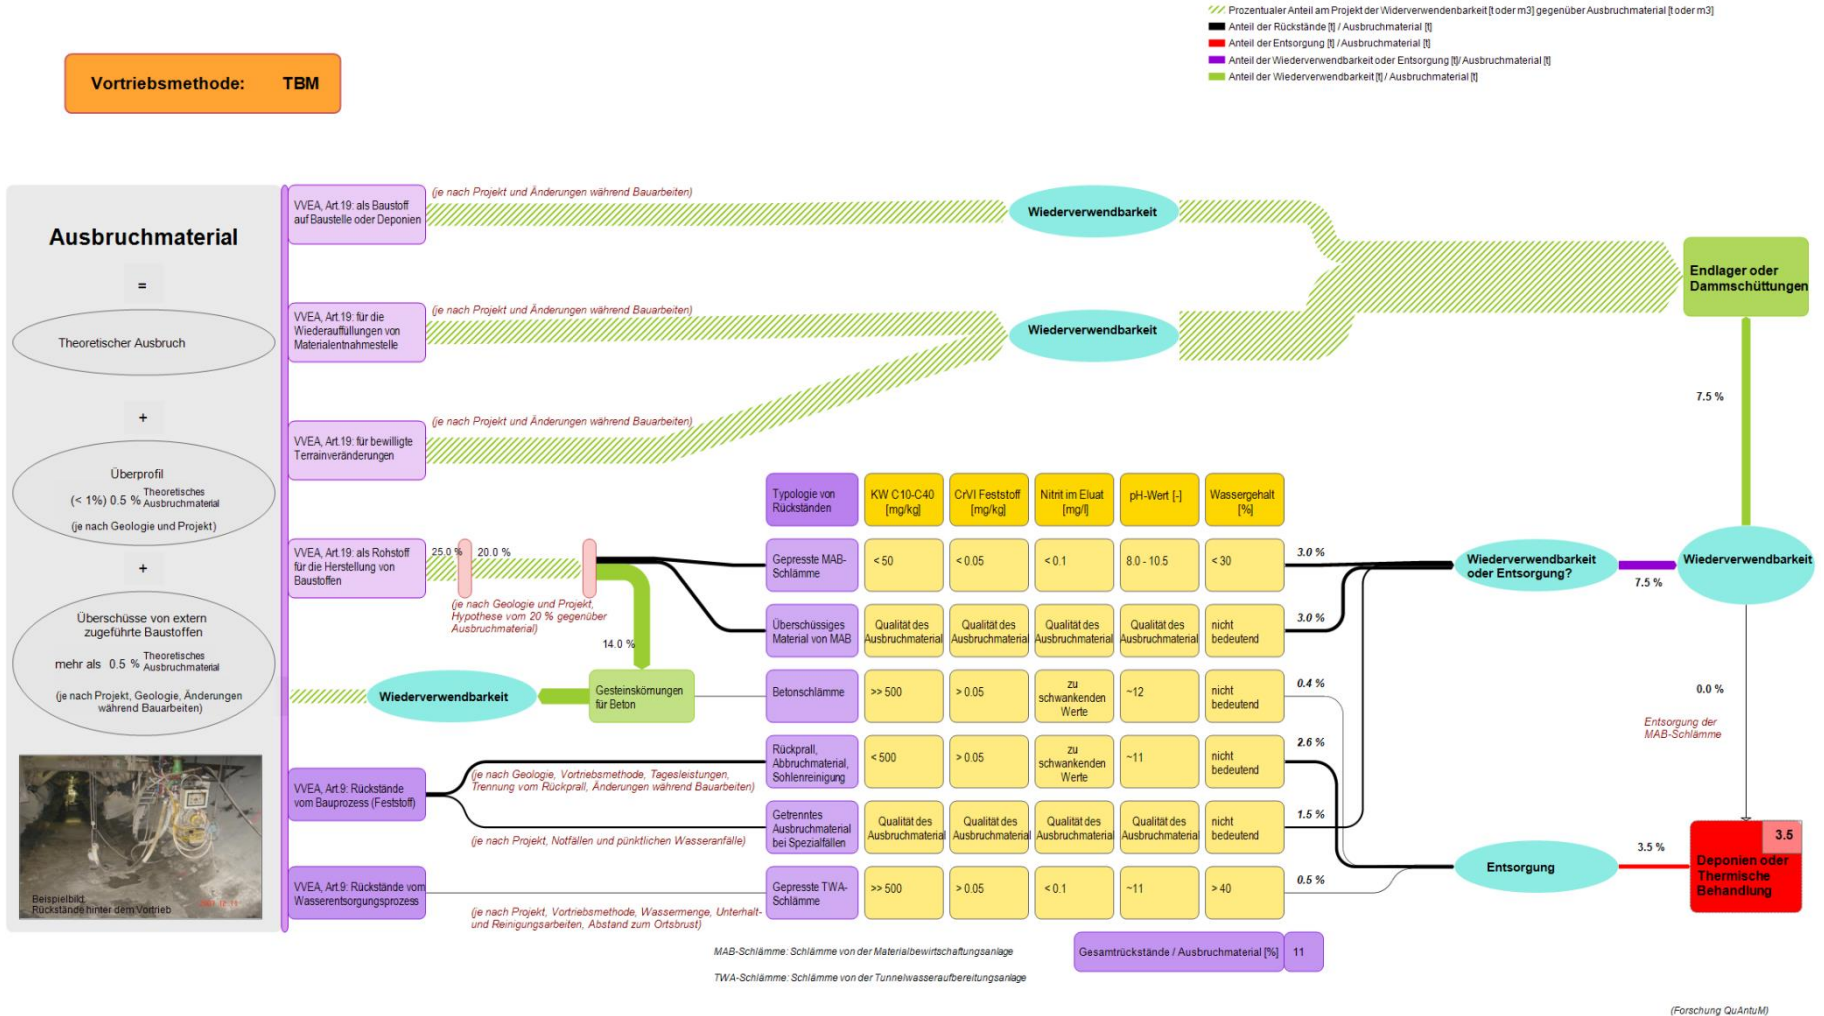 Prozentualer Anteil am Projekt der Widerverwendenbarkeit [t oder m3] gegenüber Ausbruchmaterial [t oder m3]
Anteil der Rückstände [t] / Ausbruchmaterial [t]
Anteil der Entsorgung [t] / Ausbruchmaterial [t]
Anteil der Wiederverwendbarkeit oder Entsorgung [t]/ Ausbruchmaterial [t]
Anteil der Wiederverwendbarkeit [t] / Ausbruchmaterial [t]
Vortriebsmethode: TBM
Ausbruchmaterial
=
Theoretischer Ausbruch
+
Überprofil
(< 1%) 0.5 % Theoretisches
Ausbruchmaterial
(je nach Geologie und Projekt)
+
Überschüsse von extern
zugeführte Baustoffen
mehr als 0.5 % Theoretisches
Ausbruchmaterial
(je nach Projekt, Geologie, Änderungen
während Bauarbeiten)
Beispielbild:
Rückstände hinter dem Vortrieb
VVEA, Art.19: als Baustoff
auf Baustelle oder Deponien
(je nach Projekt und Änderungen während Bauarbeiten)
Wiederverwendbarkeit
VVEA, Art.19: für die
Wiederauffüllungen von
Materialentnahmestelle
(je nach Projekt und Änderungen während Bauarbeiten)
Wiederverwendbarkeit
VVEA, Art.19: für bewilligte
Terrainveränderungen
(je nach Projekt und Änderungen während Bauarbeiten)
Endlager oder
Dammschüttungen
7.5 %
VVEA, Art.19: als Rohstoff
für die Herstellung von
Baustoffen
25.0 %
20.0 %
(je nach Geologie und Projekt,
Hypothese vom 20 % gegenüber
Ausbruchmaterial)
14.0 %
Wiederverwendbarkeit
Gesteinskörnungen
für Beton
VVEA, Art.9: Rückstände
vom Bauprozess (Feststoff)
(je nach Geologie, Vortriebsmethode, Tagesleistungen,
Trennung vom Rückprall, Änderungen während Bauarbeiten)
(je nach Projekt, Notfällen und pünktlichen Wasseranfälle)
VVEA, Art.9: Rückstände vom
Wasserentsorgungsprozess
(je nach Projekt, Vortriebsmethode, Wassermenge, Unterhalt-
und Reinigungsarbeiten, Abstand zum Ortsbrust)
Typologie von
Rückständen
KW C10-C40
[mg/kg]
CrVI Feststoff
[mg/kg]
Nitrit im Eluat
[mg/l]
pH-Wert [-]
Wassergehalt
[%]
Gepresste MAB-
Schlämme
< 50
< 0.05
< 0.1
8.0 - 10.5
< 30
3.0 %
Überschüssiges
Material von MAB
Qualität des
Ausbruchmaterial
Qualität des
Ausbruchmaterial
Qualität des
Ausbruchmaterial
Qualität des
Ausbruchmaterial
nicht
bedeutend
3.0 %
Betonschlämme
>> 500
> 0.05
zu
schwankenden
Werte
~12
nicht
bedeutend
0.4 %
Rückprall,
Abbruchmaterial,
Sohlenreinigung
< 500
> 0.05
zu
schwankenden
Werte
~11
nicht
bedeutend
2.6 %
Getrenntes
Ausbruchmaterial
bei Spezialfällen
Qualität des
Ausbruchmaterial
Qualität des
Ausbruchmaterial
Qualität des
Ausbruchmaterial
Qualität des
Ausbruchmaterial
nicht
bedeutend
1.5 %
Gepresste TWA-
Schlämme
>> 500
> 0.05
< 0.1
~11
> 40
0.5 %
Wiederverwendbarkeit
oder Entsorgung?
7.5 %
Wiederverwendbarkeit
0.0 %
Entsorgung der
MAB-Schlämme
Entsorgung
3.5 %
3.5
Deponien oder
Thermische
Behandlung
MAB-Schlämme: Schlämme von der Materialbewirtschaftungsanlage
TWA-Schlämme: Schlämme von der Tunnelwasseraufbereitungsanlage
Gesamtrückstände / Ausbruchmaterial [%] 11
(Forschung QuAntuM)